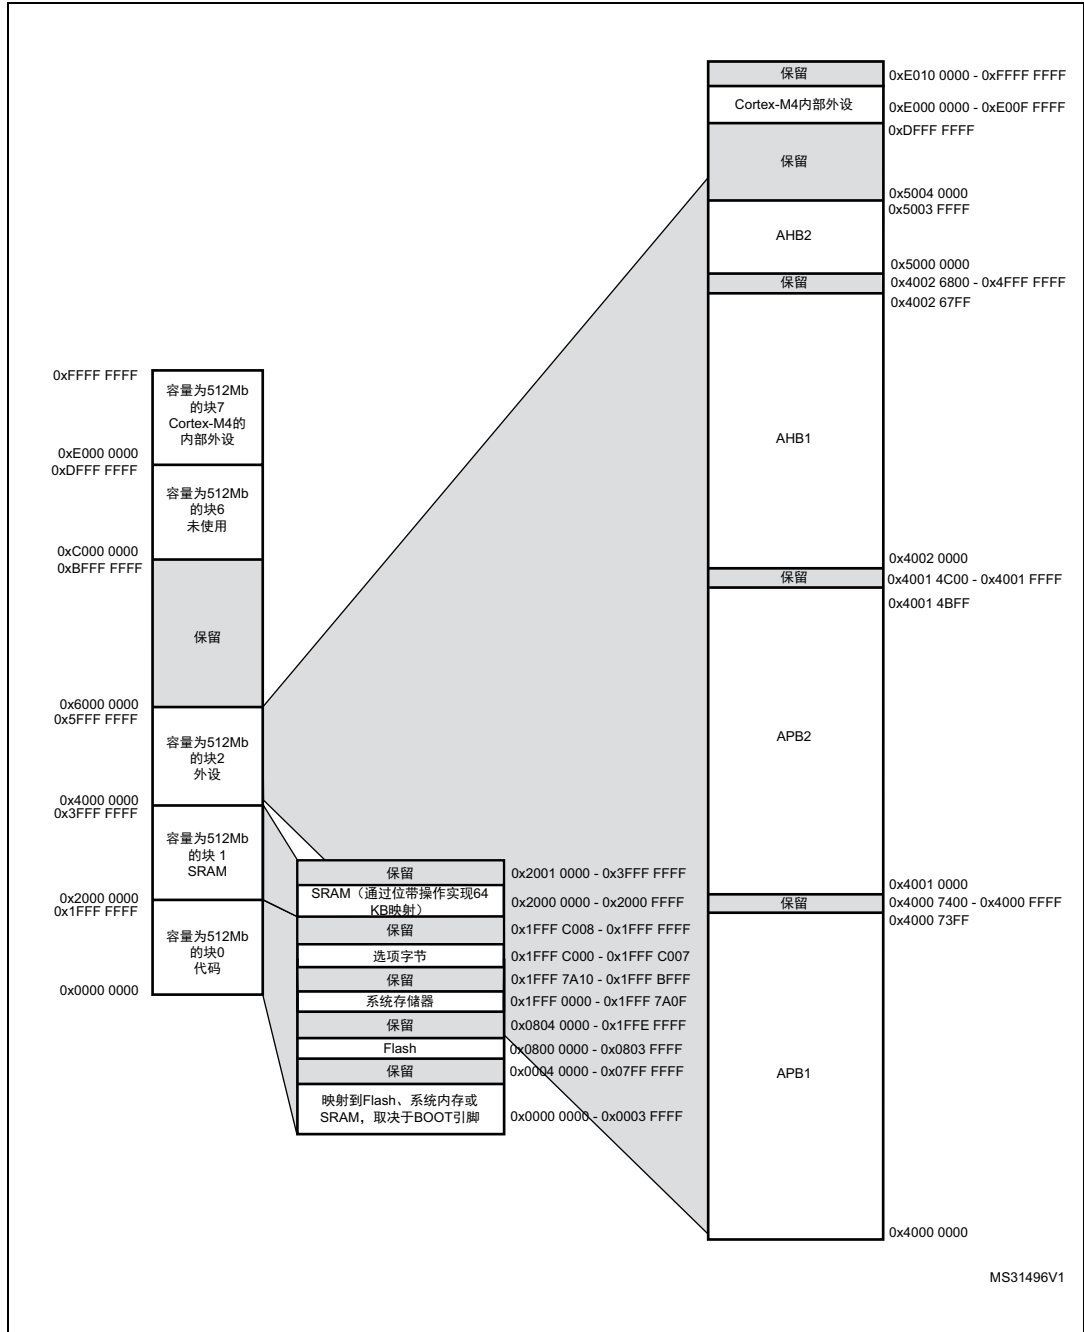 保留
0xE010 0000 - 0xFFFF FFFF
Cortex-M4内部外设
0xE000 0000 - 0xE00F FFFF
0xDFFF FFFF
保留
0x5004 0000
0x5003 FFFF
AHB2
0x5000 0000
保留
0x4002 6800 - 0x4FFF FFFF
0x4002 67FF
AHB1
0x4002 0000
保留
0x4001 4C00 - 0x4001 FFFF
0x4001 4BFF
APB2
0x4001 0000
保留
0x4000 7400 - 0x4000 FFFF
0x4000 73FF
APB1
0x4000 0000
0xFFFF FFFF
容量为512Mb
的块7
Cortex-M4的
内部外设
0xE000 0000
0xDFFF FFFF
容量为512Mb
的块6
未使用
0xC000 0000
0xBFFF FFFF
保留
0x6000 0000
0x5FFF FFFF
容量为512Mb
的块2
外设
0x4000 0000
0x3FFF FFFF
容量为512Mb
的块 1
SRAM
0x2000 0000
0x1FFF FFFF
容量为512Mb
的块0
代码
0x0000 0000
保留
0x2001 0000 - 0x3FFF FFFF
SRAM（通过位带操作实现64
KB映射）
0x2000 0000 - 0x2000 FFFF
保留
0x1FFF C008 - 0x1FFF FFFF
选项字节
0x1FFF C000 - 0x1FFF C007
保留
0x1FFF 7A10 - 0x1FFF BFFF
系统存储器
0x1FFF 0000 - 0x1FFF 7A0F
保留
0x0804 0000 - 0x1FFE FFFF
Flash
0x0800 0000 - 0x0803 FFFF
保留
0x0004 0000 - 0x07FF FFFF
映射到Flash、系统内存或
SRAM，取决于BOOT引脚
0x0000 0000 - 0x0003 FFFF
MS31496V1